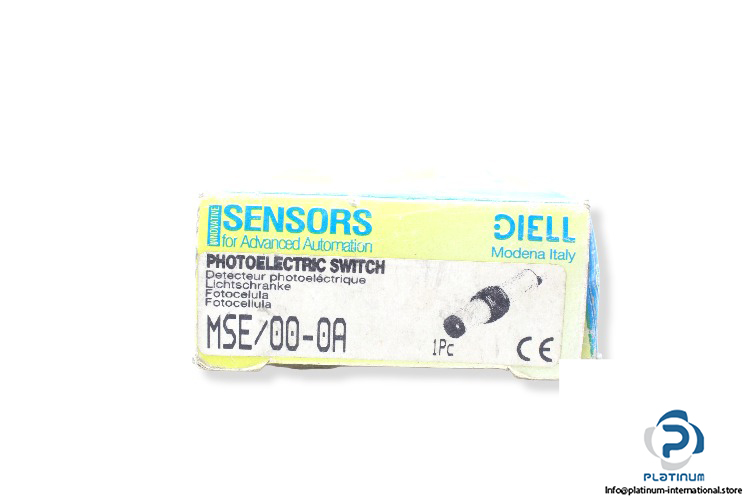 INNOVATIVE
SENSORS
for Advanced Automation
DIELL
Modena Italy
PHOTOELECTRIC SWITCH
Detecteur photoeléctrique
Lichtschranke
Fotocelula
Fotocellula
MSE/00-0A
1Pc
CE
PLATINUM
Info@platinum-international.store